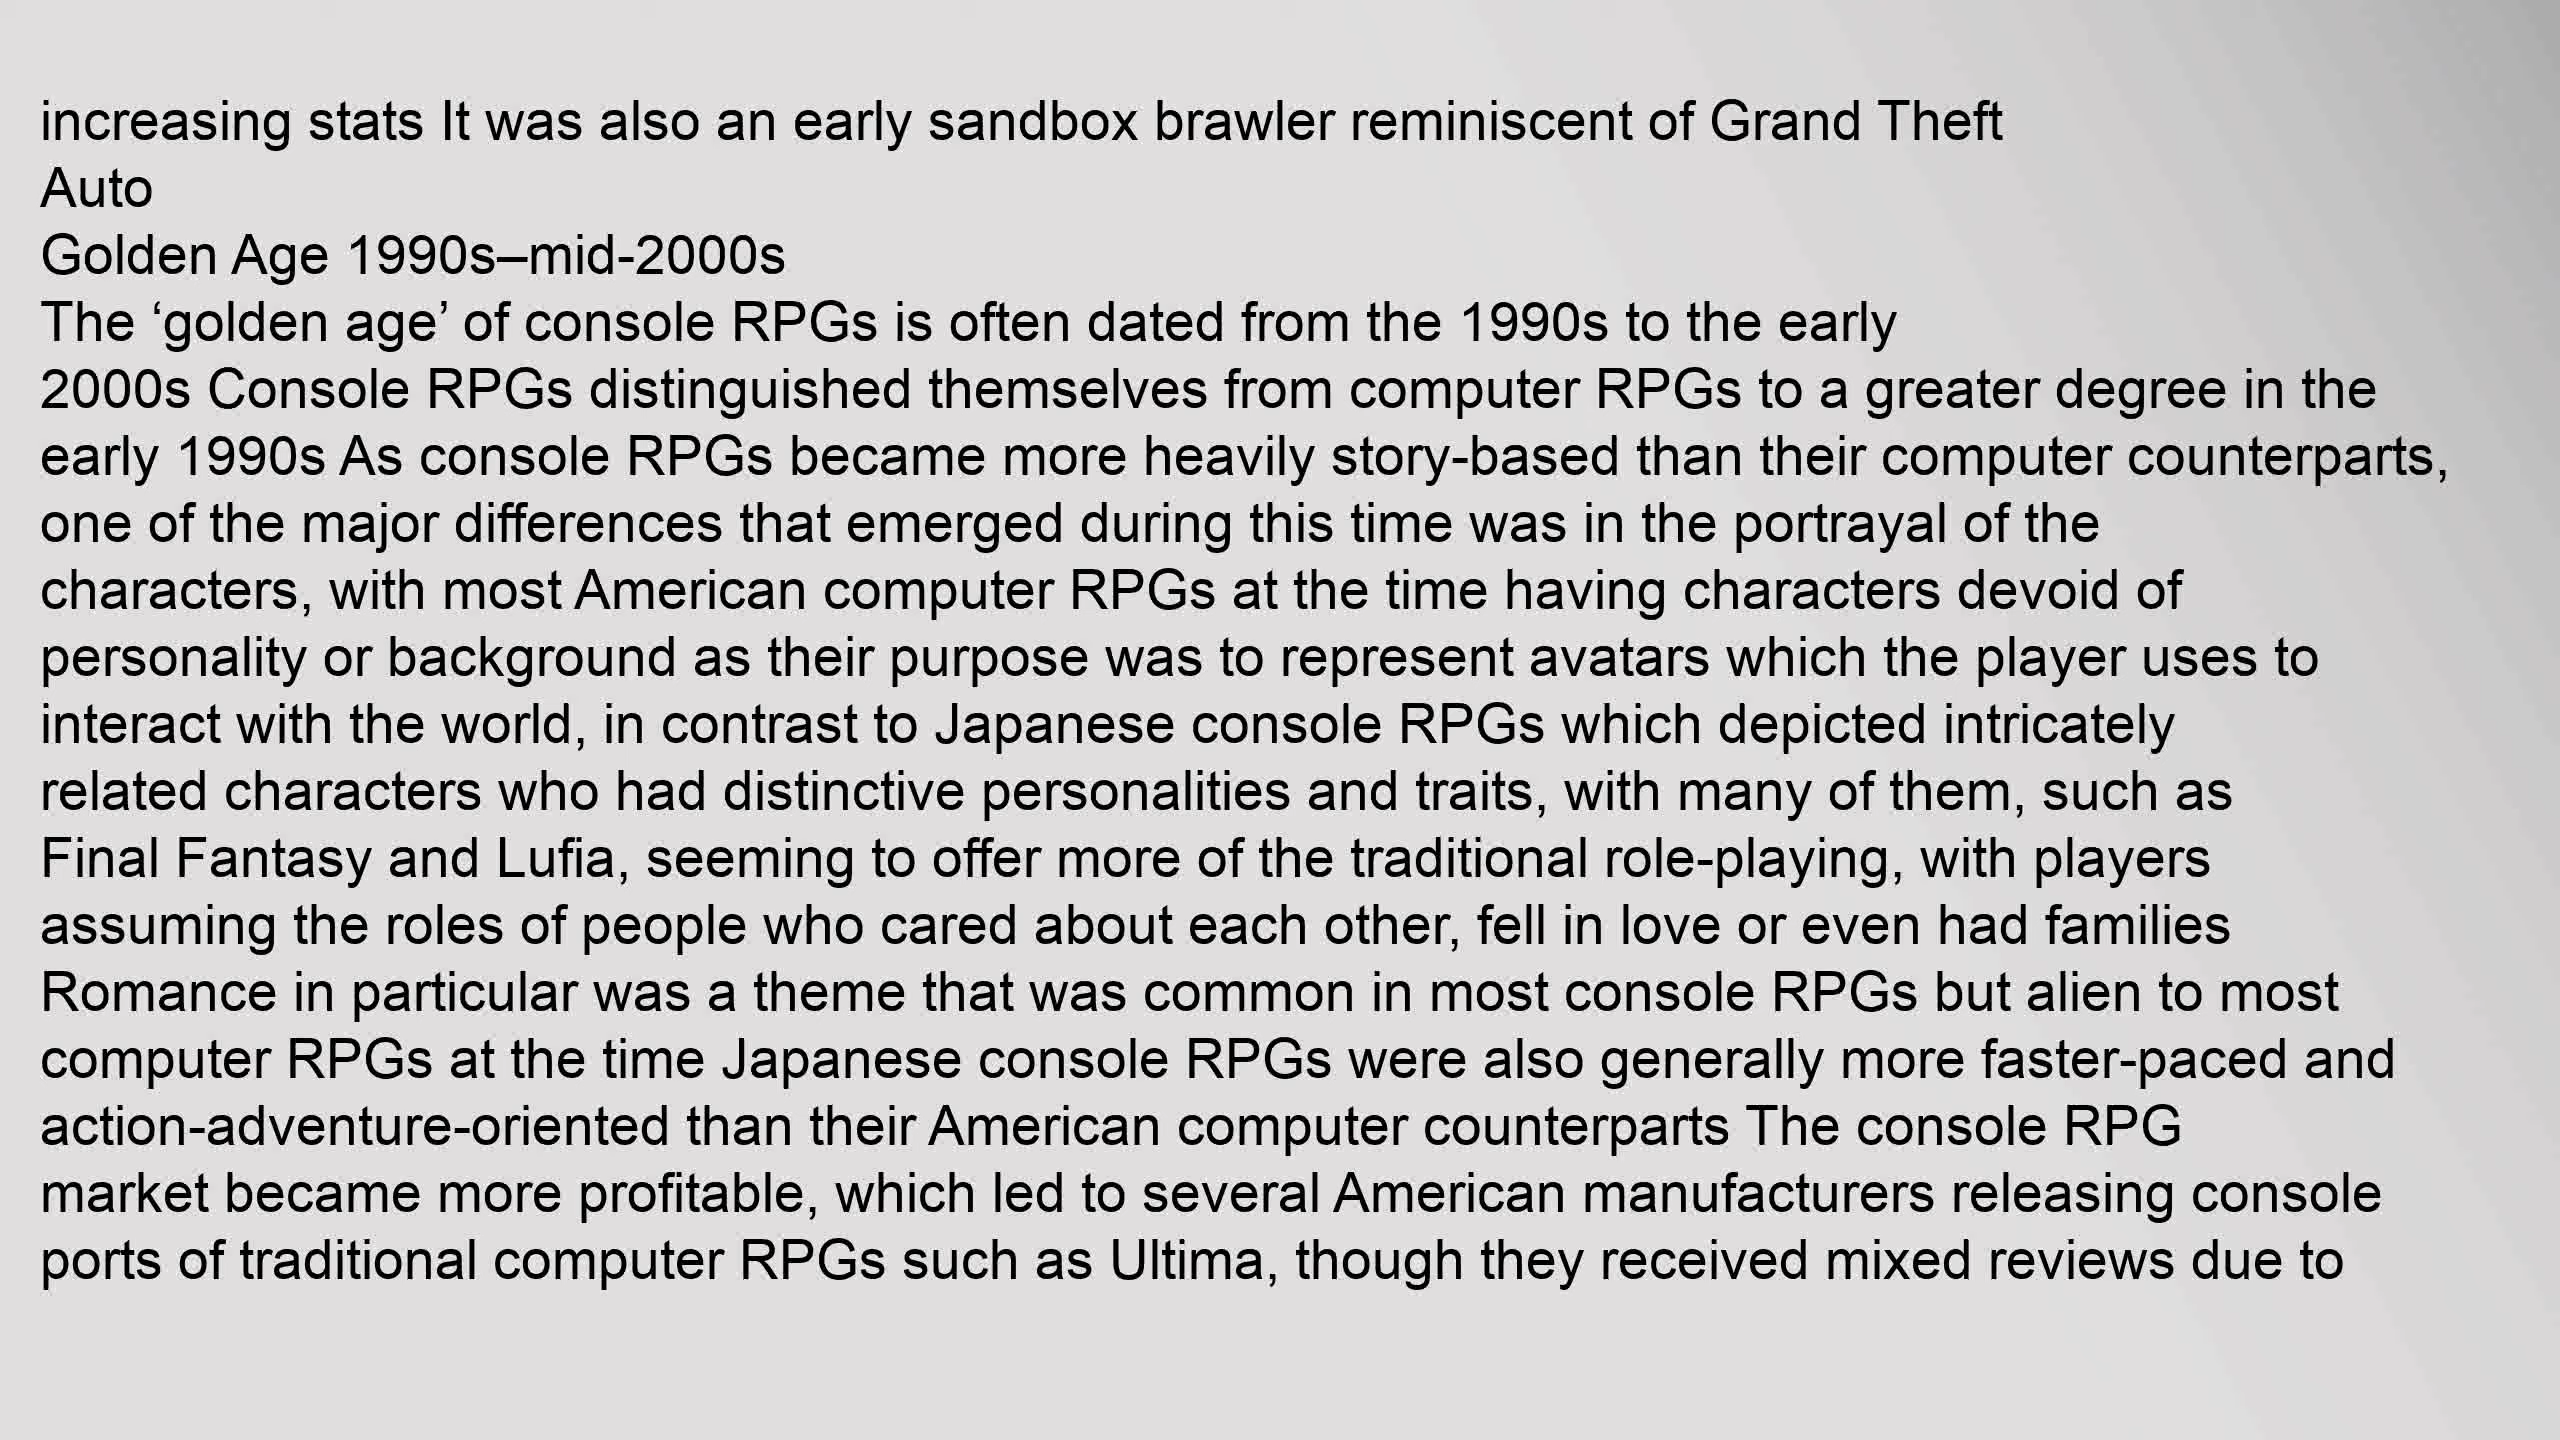 increasing stats It was also an early sandbox brawler reminiscent of Grand Theft
Auto
Golden Age 1990s–mid-2000s
The ‘golden age’ of console RPGs is often dated from the 1990s to the early
2000s Console RPGs distinguished themselves from computer RPGs to a greater degree in the
early 1990s As console RPGs became more heavily story-based than their computer counterparts,
one of the major differences that emerged during this time was in the portrayal of the
characters, with most American computer RPGs at the time having characters devoid of
personality or background as their purpose was to represent avatars which the player uses to
interact with the world, in contrast to Japanese console RPGs which depicted intricately
related characters who had distinctive personalities and traits, with many of them, such as
Final Fantasy and Lufia, seeming to offer more of the traditional role-playing, with players
assuming the roles of people who cared about each other, fell in love or even had families
Romance in particular was a theme that was common in most console RPGs but alien to most
computer RPGs at the time Japanese console RPGs were also generally more faster-paced and
action-adventure-oriented than their American computer counterparts The console RPG
market became more profitable, which led to several American manufacturers releasing console
ports of traditional computer RPGs such as Ultima, though they received mixed reviews due to